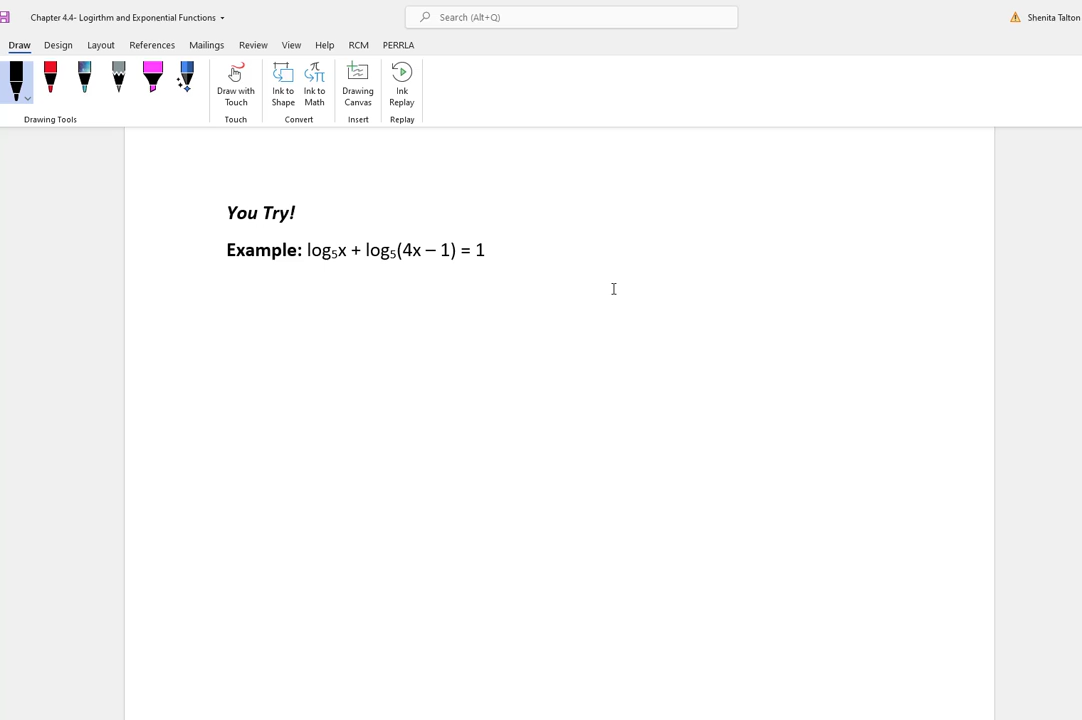 Chapter 4.4- Logirthm and Exponential Functions
Search (Alt+Q)
Shenita Talton
Draw Design Layout References Mailings Review View Help RCM PERRLA
Draw with Touch
Ink to Shape
Ink to Math
Drawing Canvas
Ink Replay
Drawing Tools Touch Convert Insert Replay
You Try!
Example: log₅x + log₅(4x – 1) = 1